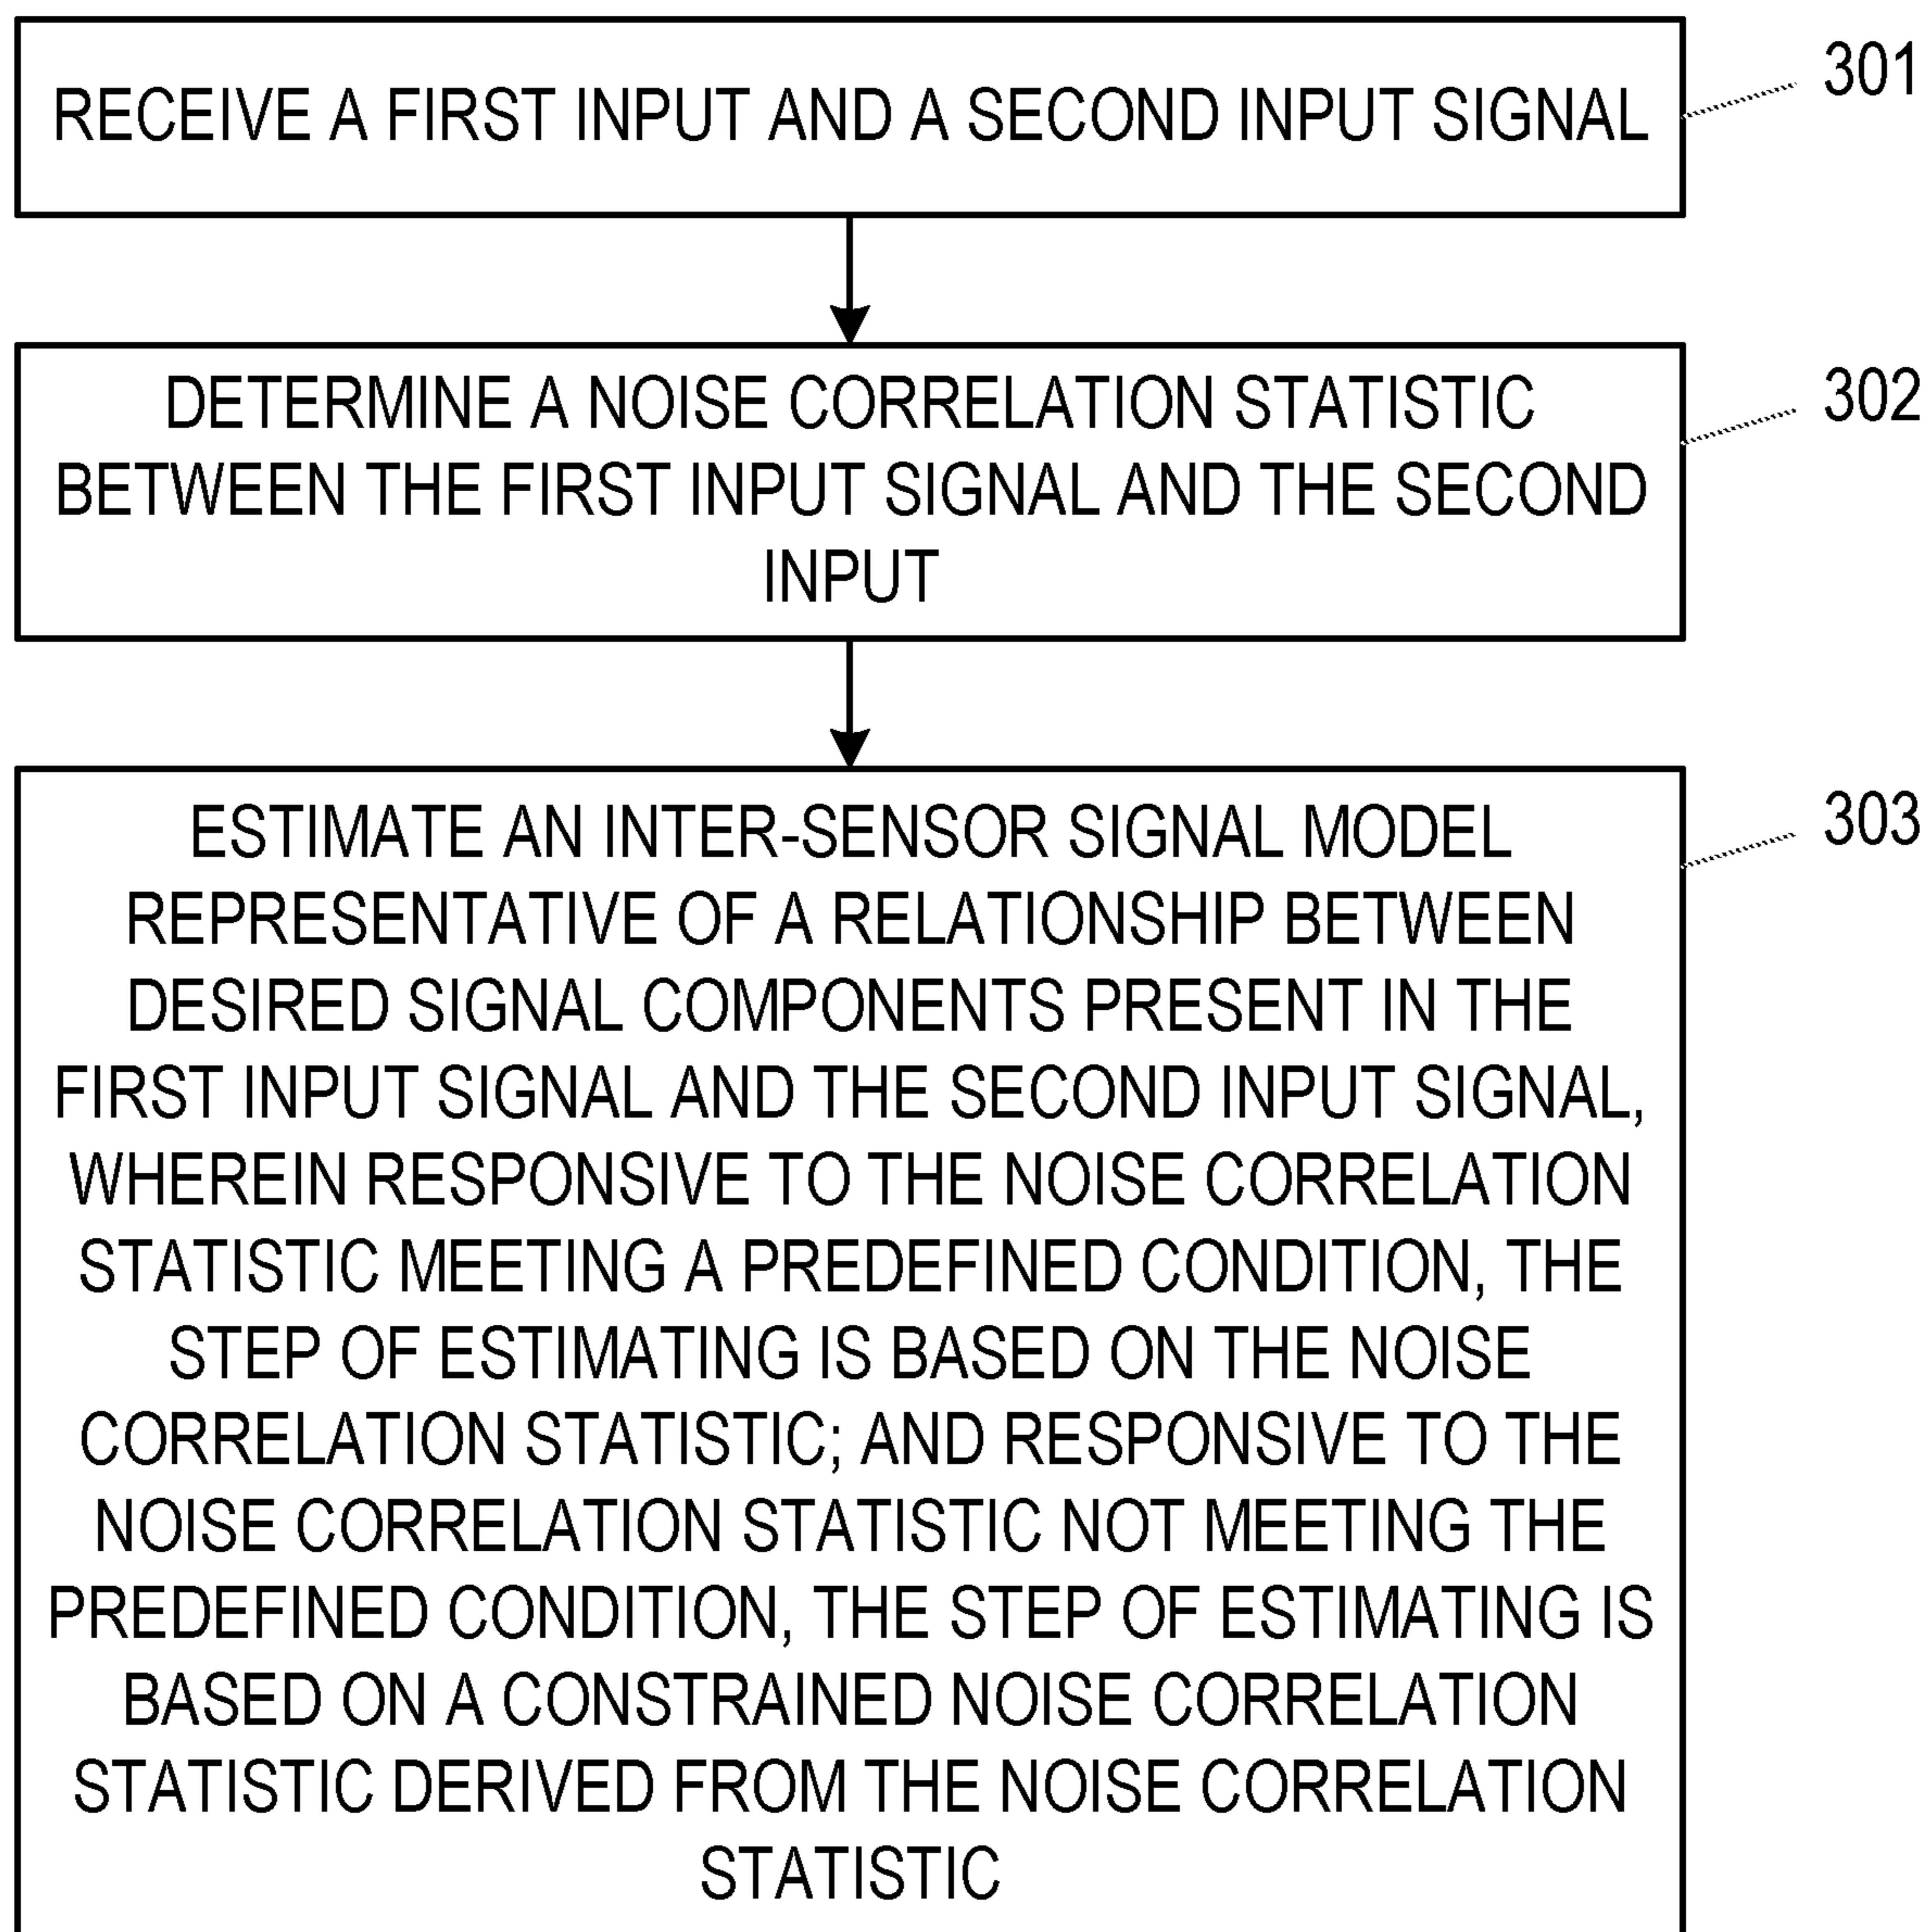 RECEIVE A FIRST INPUT AND A SECOND INPUT SIGNAL
301
DETERMINE A NOISE CORRELATION STATISTIC
BETWEEN THE FIRST INPUT SIGNAL AND THE SECOND
INPUT
302
ESTIMATE AN INTER-SENSOR SIGNAL MODEL
REPRESENTATIVE OF A RELATIONSHIP BETWEEN
DESIRED SIGNAL COMPONENTS PRESENT IN THE
FIRST INPUT SIGNAL AND THE SECOND INPUT SIGNAL,
WHEREIN RESPONSIVE TO THE NOISE CORRELATION
STATISTIC MEETING A PREDEFINED CONDITION, THE
STEP OF ESTIMATING IS BASED ON THE NOISE
CORRELATION STATISTIC; AND RESPONSIVE TO THE
NOISE CORRELATION STATISTIC NOT MEETING THE
PREDEFINED CONDITION, THE STEP OF ESTIMATING IS
BASED ON A CONSTRAINED NOISE CORRELATION
STATISTIC DERIVED FROM THE NOISE CORRELATION
STATISTIC
303